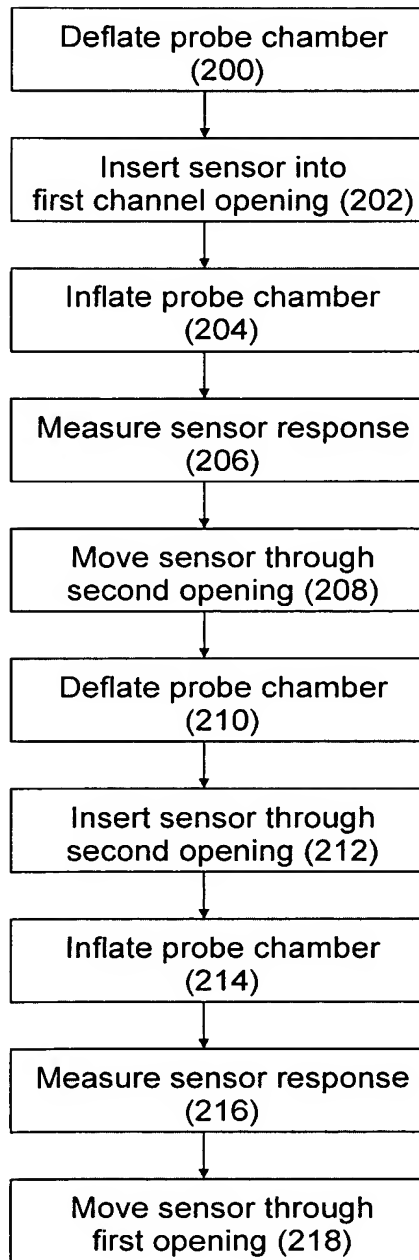 Deflate probe chamber
(200)
Insert sensor into
first channel opening (202)
Inflate probe chamber
(204)
Measure sensor response
(206)
Move sensor through
second opening (208)
Deflate probe chamber
(210)
Insert sensor through
second opening (212)
Inflate probe chamber
(214)
Measure sensor response
(216)
Move sensor through
first opening (218)